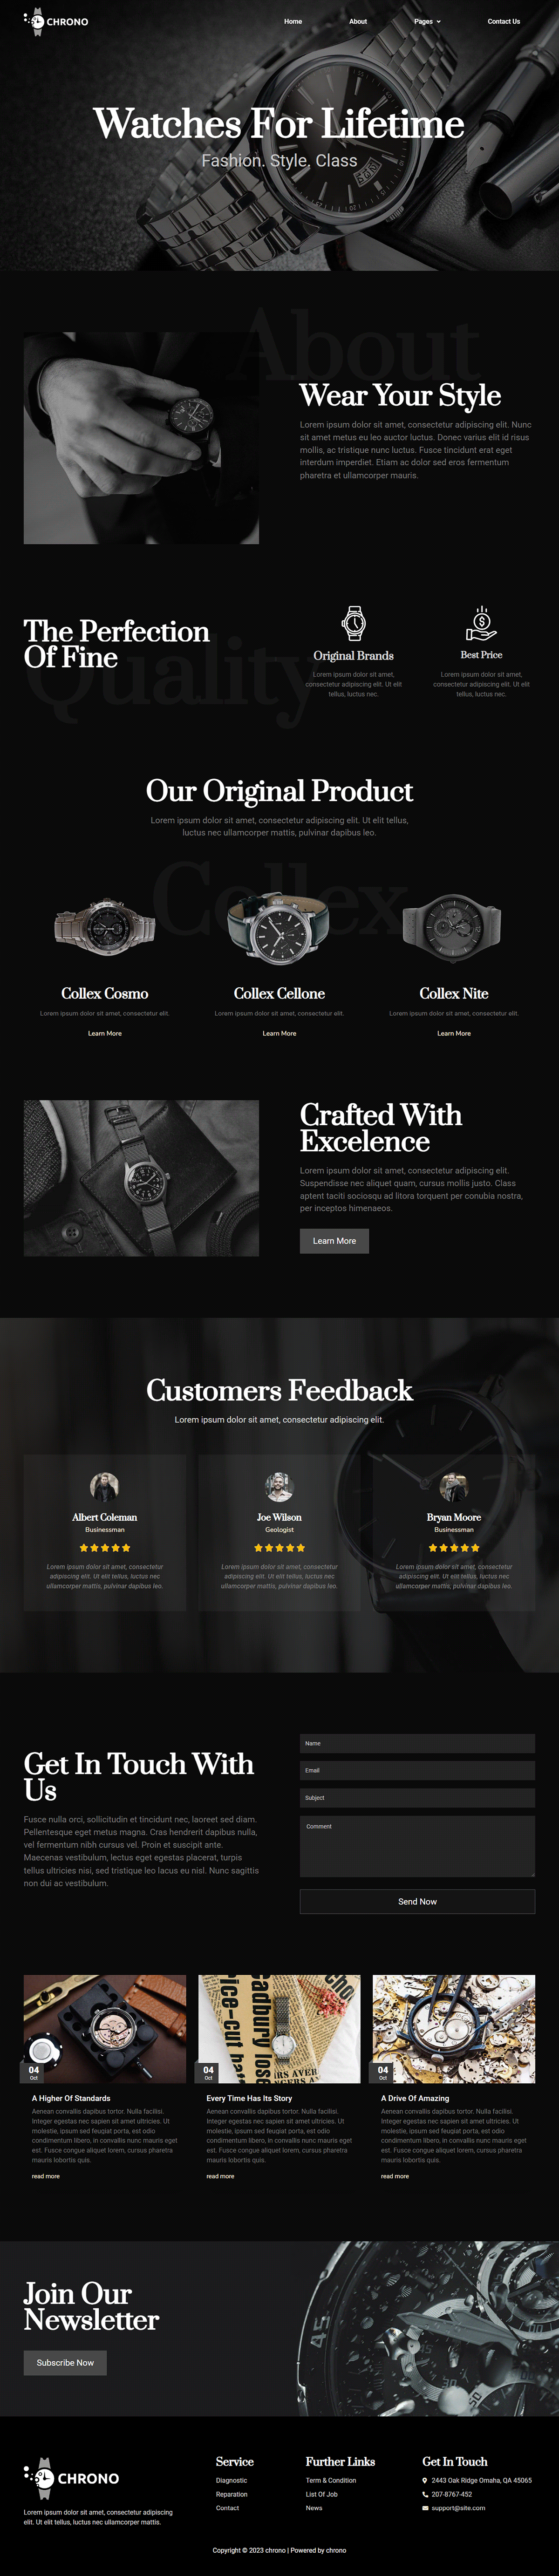 CHRONO
Home
About
Pages
Contact Us
Watches For Lifetime
Fashion. Style. Class
About
Wear Your Style
Lorem ipsum dolor sit amet, consectetur adipiscing elit. Nunc
sit amet metus eu leo auctor luctus. Donec varius elit id risus
mollis, ac tristique nunc luctus. Fusce tincidunt erat eget
interdum imperdiet. Etiam ac dolor sed eros fermentum
pharetra et ullamcorper mauris.
Quality
The Perfection
Of Fine
Original Brands
Lorem ipsum dolor sit amet,
consectetur adipiscing elit. Ut elit
tellus, luctus nec.
Best Price
Lorem ipsum dolor sit amet,
consectetur adipiscing elit. Ut elit
tellus, luctus nec.
Our Original Product
Lorem ipsum dolor sit amet, consectetur adipiscing elit. Ut elit tellus,
luctus nec ullamcorper mattis, pulvinar dapibus leo.
Collex
Collex Cosmo
Lorem ipsum dolor sit amet, consectetur elit.
Learn More
Collex Cellone
Lorem ipsum dolor sit amet, consectetur elit.
Learn More
Collex Nite
Lorem ipsum dolor sit amet, consectetur elit.
Learn More
Crafted With
Excelence
Lorem ipsum dolor sit amet, consectetur adipiscing elit.
Suspendisse nec aliquet quam, cursus mollis justo. Class
aptent taciti sociosqu ad litora torquent per conubia nostra,
per inceptos himenaeos.
Learn More
Customers Feedback
Lorem ipsum dolor sit amet, consectetur adipiscing elit.
Albert Coleman
Businessman
Lorem ipsum dolor sit amet, consectetur
adipiscing elit. Ut elit tellus, luctus nec
ullamcorper mattis, pulvinar dapibus leo.
Joe Wilson
Geologist
Lorem ipsum dolor sit amet, consectetur
adipiscing elit. Ut elit tellus, luctus nec
ullamcorper mattis, pulvinar dapibus leo.
Bryan Moore
Businessman
Lorem ipsum dolor sit amet, consectetur
adipiscing elit. Ut elit tellus, luctus nec
ullamcorper mattis, pulvinar dapibus leo.
Get In Touch With
Us
Fusce nulla orci, sollicitudin et tincidunt nec, laoreet sed diam.
Pellentesque eget metus magna. Cras hendrerit dapibus nulla,
vel fermentum nibh cursus vel. Proin et suscipit ante.
Maecenas vestibulum, lectus eget egestas placerat, turpis
tellus ultricies nisi, sed tristique leo lacus eu nisl. Nunc sagittis
non dui ac vestibulum.
Name
Email
Subject
Comment
Send Now
04
Oct
A Higher Of Standards
Aenean convallis dapibus tortor. Nulla facilisi.
Integer egestas nec sapien sit amet ultricies. Ut
molestie, ipsum sed feugiat porta, est odio
condimentum libero, in convallis nunc mauris eget
est. Fusce congue aliquet lorem, cursus pharetra
mauris lobortis quis.
read more
04
Oct
Every Time Has Its Story
Aenean convallis dapibus tortor. Nulla facilisi.
Integer egestas nec sapien sit amet ultricies. Ut
molestie, ipsum sed feugiat porta, est odio
condimentum libero, in convallis nunc mauris eget
est. Fusce congue aliquet lorem, cursus pharetra
mauris lobortis quis.
read more
04
Oct
A Drive Of Amazing
Aenean convallis dapibus tortor. Nulla facilisi.
Integer egestas nec sapien sit amet ultricies. Ut
molestie, ipsum sed feugiat porta, est odio
condimentum libero, in convallis nunc mauris eget
est. Fusce congue aliquet lorem, cursus pharetra
mauris lobortis quis.
read more
Join Our
Newsletter
Subscribe Now
CHRONO
Lorem ipsum dolor sit amet, consectetur adipiscing
elit. Ut elit tellus, luctus nec ullamcorper mattis.
Service
Diagnostic
Reparation
Contact
Further Links
Term & Condition
List Of Job
News
Get In Touch
2443 Oak Ridge Omaha, QA 45065
207-8767-452
support@site.com
Copyright © 2023 chrono | Powered by chrono